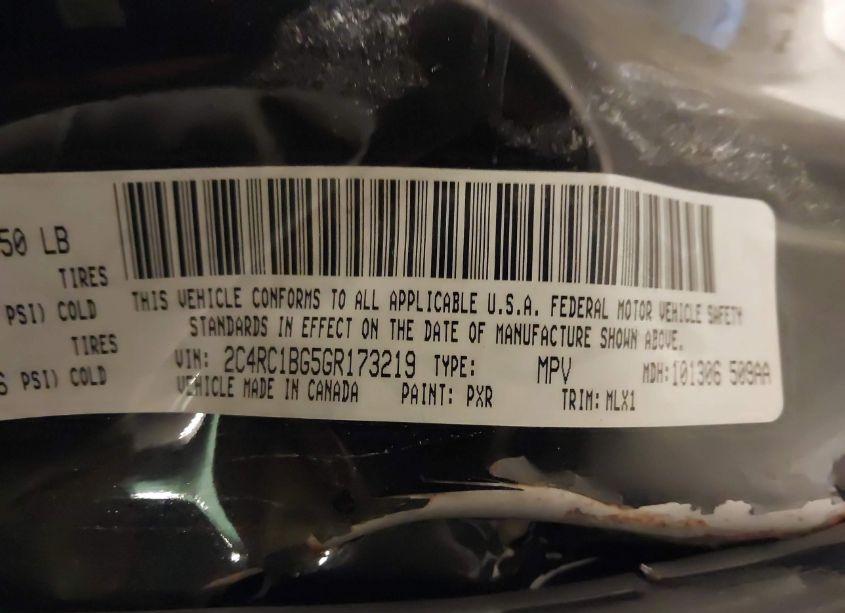 50 LB
TIRES
PSI) COLD
TIRES
PSI) COLD
THIS VEHICLE CONFORMS TO ALL APPLICABLE U.S.A. FEDERAL MOTOR VEHICLE SAFETY
STANDARDS IN EFFECT ON THE DATE OF MANUFACTURE SHOWN ABOVE.
VIN: 2C4RC1BG5GR173219 TYPE: MPV MDH: 101306 509AA
VEHICLE MADE IN CANADA PAINT: PXR TRIM: MLX1